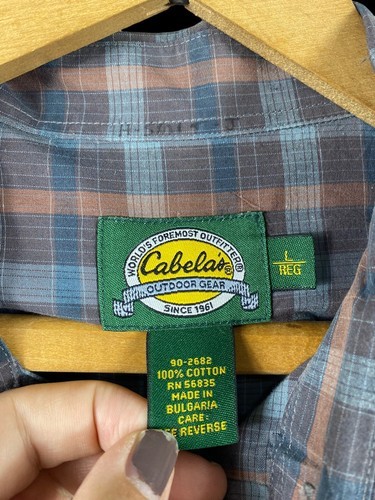 WORLD'S FOREMOST OUTFITTER®
Cabela's®
OUTDOOR GEAR
SINCE 1961
L
REG
90-2682
100% COTTON
RN 56835
MADE IN
BULGARIA
CARE:
REVERSE